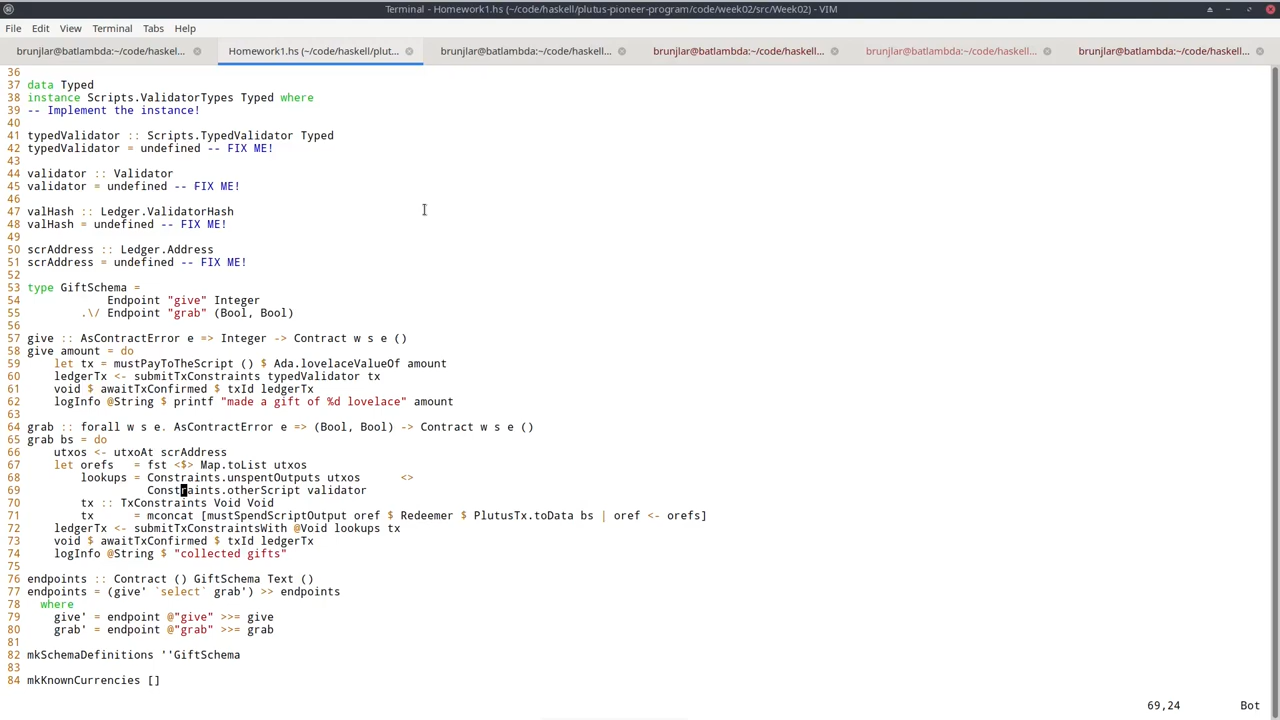 Terminal - Homework1.hs (~/code/haskell/plutus-pioneer-program/code/week02/src/Week02) - VIM
File Edit View Terminal Tabs Help
brunjlar@batlambda:~/code/haskel... Homework1.hs (~/code/haskell/plut... brunjlar@batlambda:~/code/haskell... brunjlar@batlambda:~/code/haskell... brunjlar@batlambda:~/code/haskell... brunjlar@batlambda:~/code/haskell...
36
37 data Typed
38 instance Scripts.ValidatorTypes Typed where
39 -- Implement the instance!
40
41 typedValidator :: Scripts.TypedValidator Typed
42 typedValidator = undefined -- FIX ME!
43
44 validator :: Validator
45 validator = undefined -- FIX ME!
46
47 valHash :: Ledger.ValidatorHash
48 valHash = undefined -- FIX ME!
49
50 scrAddress :: Ledger.Address
51 scrAddress = undefined -- FIX ME!
52
53 type GiftSchema =
54             Endpoint "give" Integer
55         .\/ Endpoint "grab" (Bool, Bool)
56
57 give :: AsContractError e => Integer -> Contract w s e ()
58 give amount = do
59     let tx = mustPayToTheScript () $ Ada.lovelaceValueOf amount
60     ledgerTx <- submitTxConstraints typedValidator tx
61     void $ awaitTxConfirmed $ txId ledgerTx
62     logInfo @String $ printf "made a gift of %d lovelace" amount
63
64 grab :: forall w s e. AsContractError e => (Bool, Bool) -> Contract w s e ()
65 grab bs = do
66     utxos <- utxoAt scrAddress
67     let orefs   = fst <$> Map.toList utxos
68         lookups = Constraints.unspentOutputs utxos      <>
69                   Constraints.otherScript validator
70         tx :: TxConstraints Void Void
71         tx      = mconcat [mustSpendScriptOutput oref $ Redeemer $ PlutusTx.toData bs | oref <- orefs]
72     ledgerTx <- submitTxConstraintsWith @Void lookups tx
73     void $ awaitTxConfirmed $ txId ledgerTx
74     logInfo @String $ "collected gifts"
75
76 endpoints :: Contract () GiftSchema Text ()
77 endpoints = (give' `select` grab') >> endpoints
78   where
79     give' = endpoint @"give" >>= give
80     grab' = endpoint @"grab" >>= grab
81
82 mkSchemaDefinitions ''GiftSchema
83
84 mkKnownCurrencies []
69,24 Bot